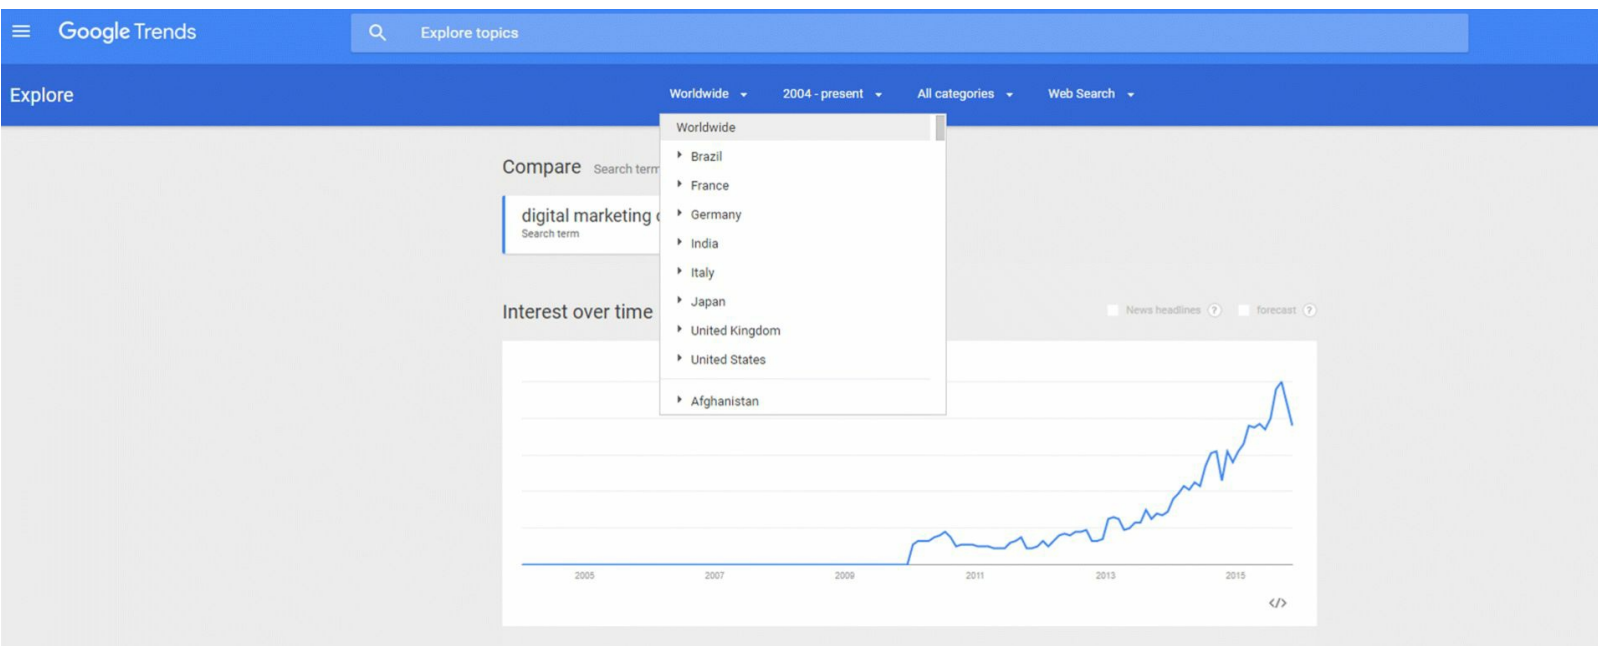 Google Trends
Explore topics
Explore
Worldwide
2004 - present
All categories
Web Search
Worldwide
Brazil
France
Germany
India
Italy
Japan
United Kingdom
United States
Afghanistan
Compare
Search term
digital marketing
Search term
Interest over time
News headlines ?
forecast ?
2005
2007
2009
2011
2013
2015
</>